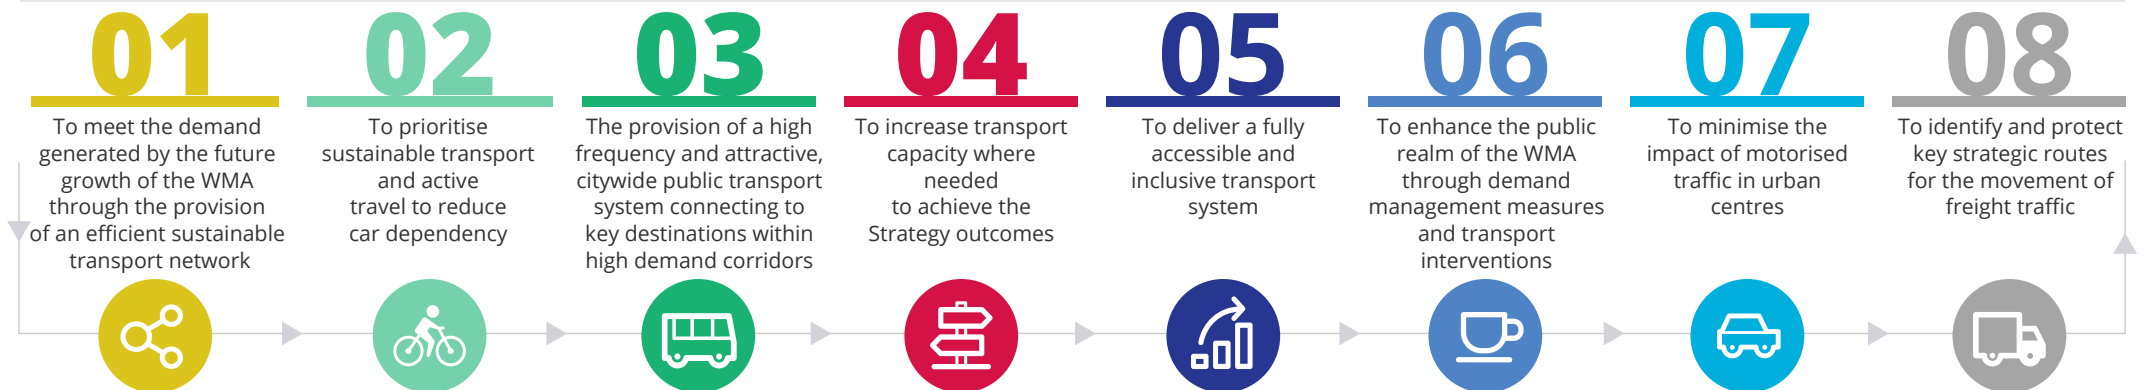 01
To meet the demand
generated by the future
growth of the WMA
through the provision
of an efficient sustainable
transport network
02
To prioritise
sustainable transport
and active
travel to reduce
car dependency
03
The provision of a high
frequency and attractive,
citywide public transport
system connecting to
key destinations within
high demand corridors
04
To increase transport
capacity where
needed
to achieve the
Strategy outcomes
05
To deliver a fully
accessible and
inclusive transport
system
06
To enhance the public
realm of the WMA
through demand
management measures
and transport
interventions
07
To minimise the
impact of motorised
traffic in urban
centres
08
To identify and protect
key strategic routes
for the movement of
freight traffic